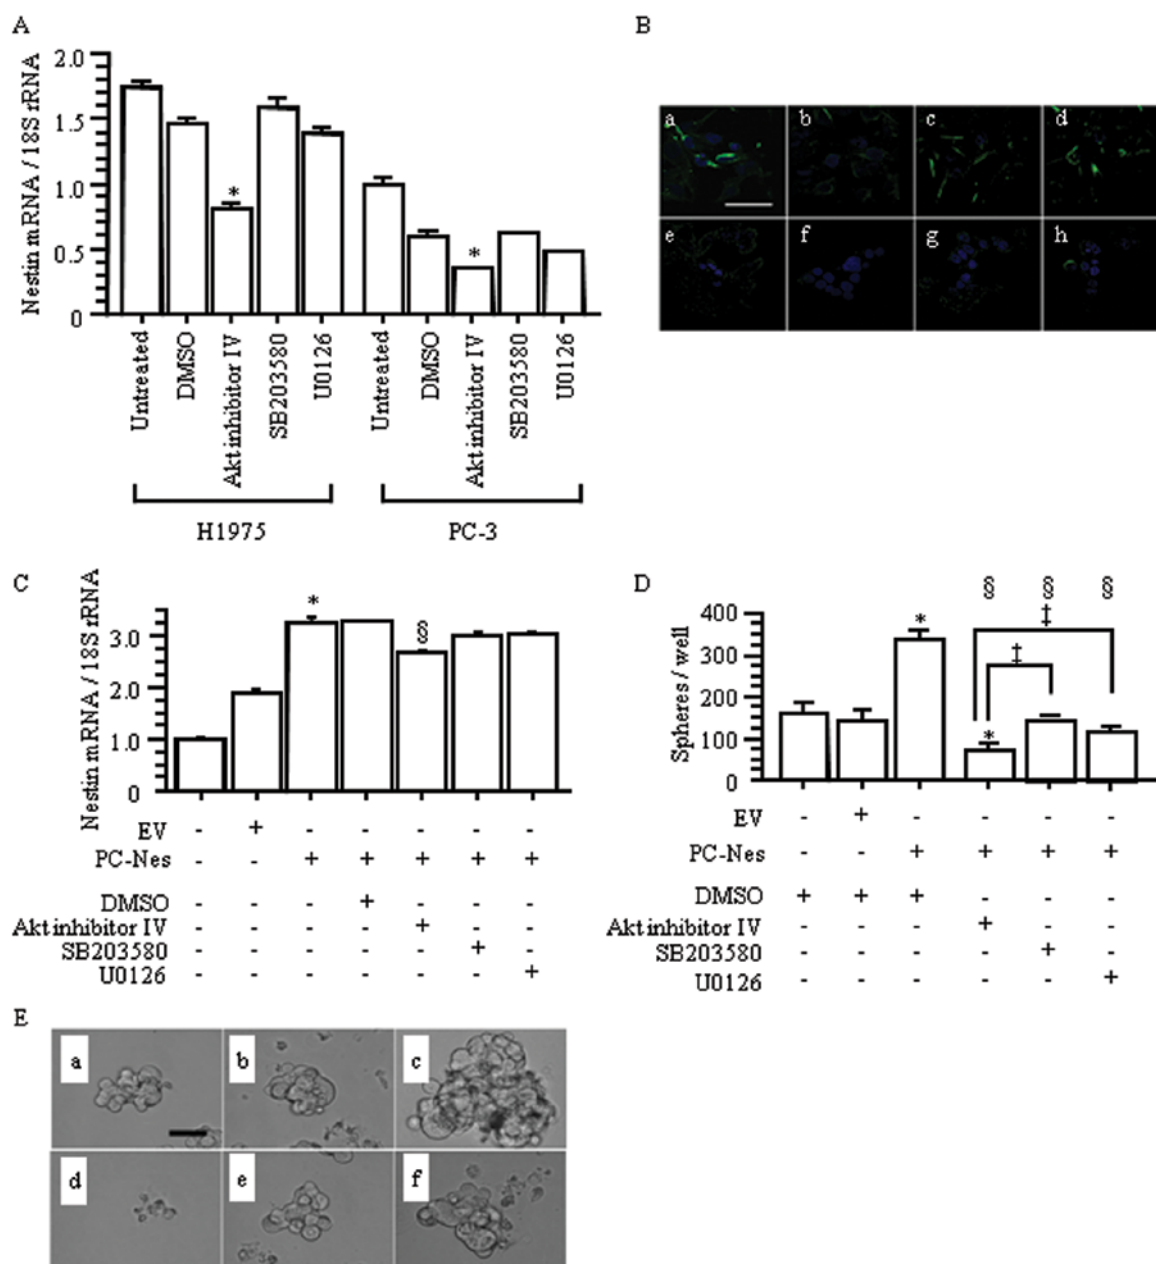 A
Nestin mRNA / 18S rRNA
2.0
1.5
1.0
0.5
0
Untreated
DMSO
Akt inhibitor IV
SB203580
U0126
Untreated
DMSO
Akt inhibitor IV
SB203580
U0126
*
*
H1975
PC-3
B
a
b
c
d
e
f
g
h
C
Nestin mRNA / 18S rRNA
3.0
2.0
1.0
0
*
§
EV - + - - - - -
PC-Nes - - + + + + +
DMSO - - - + - - -
Akt inhibitor IV - - - - + - -
SB203580 - - - - - + -
U0126 - - - - - - +
D
Spheres / well
400
300
200
100
0
§ § §
‡
‡
*
*
EV - + - - - -
PC-Nes - - + + + +
DMSO + + + - - -
Akt inhibitor IV - - - + - -
SB203580 - - - - + -
U0126 - - - - - +
E
a
b
c
d
e
f